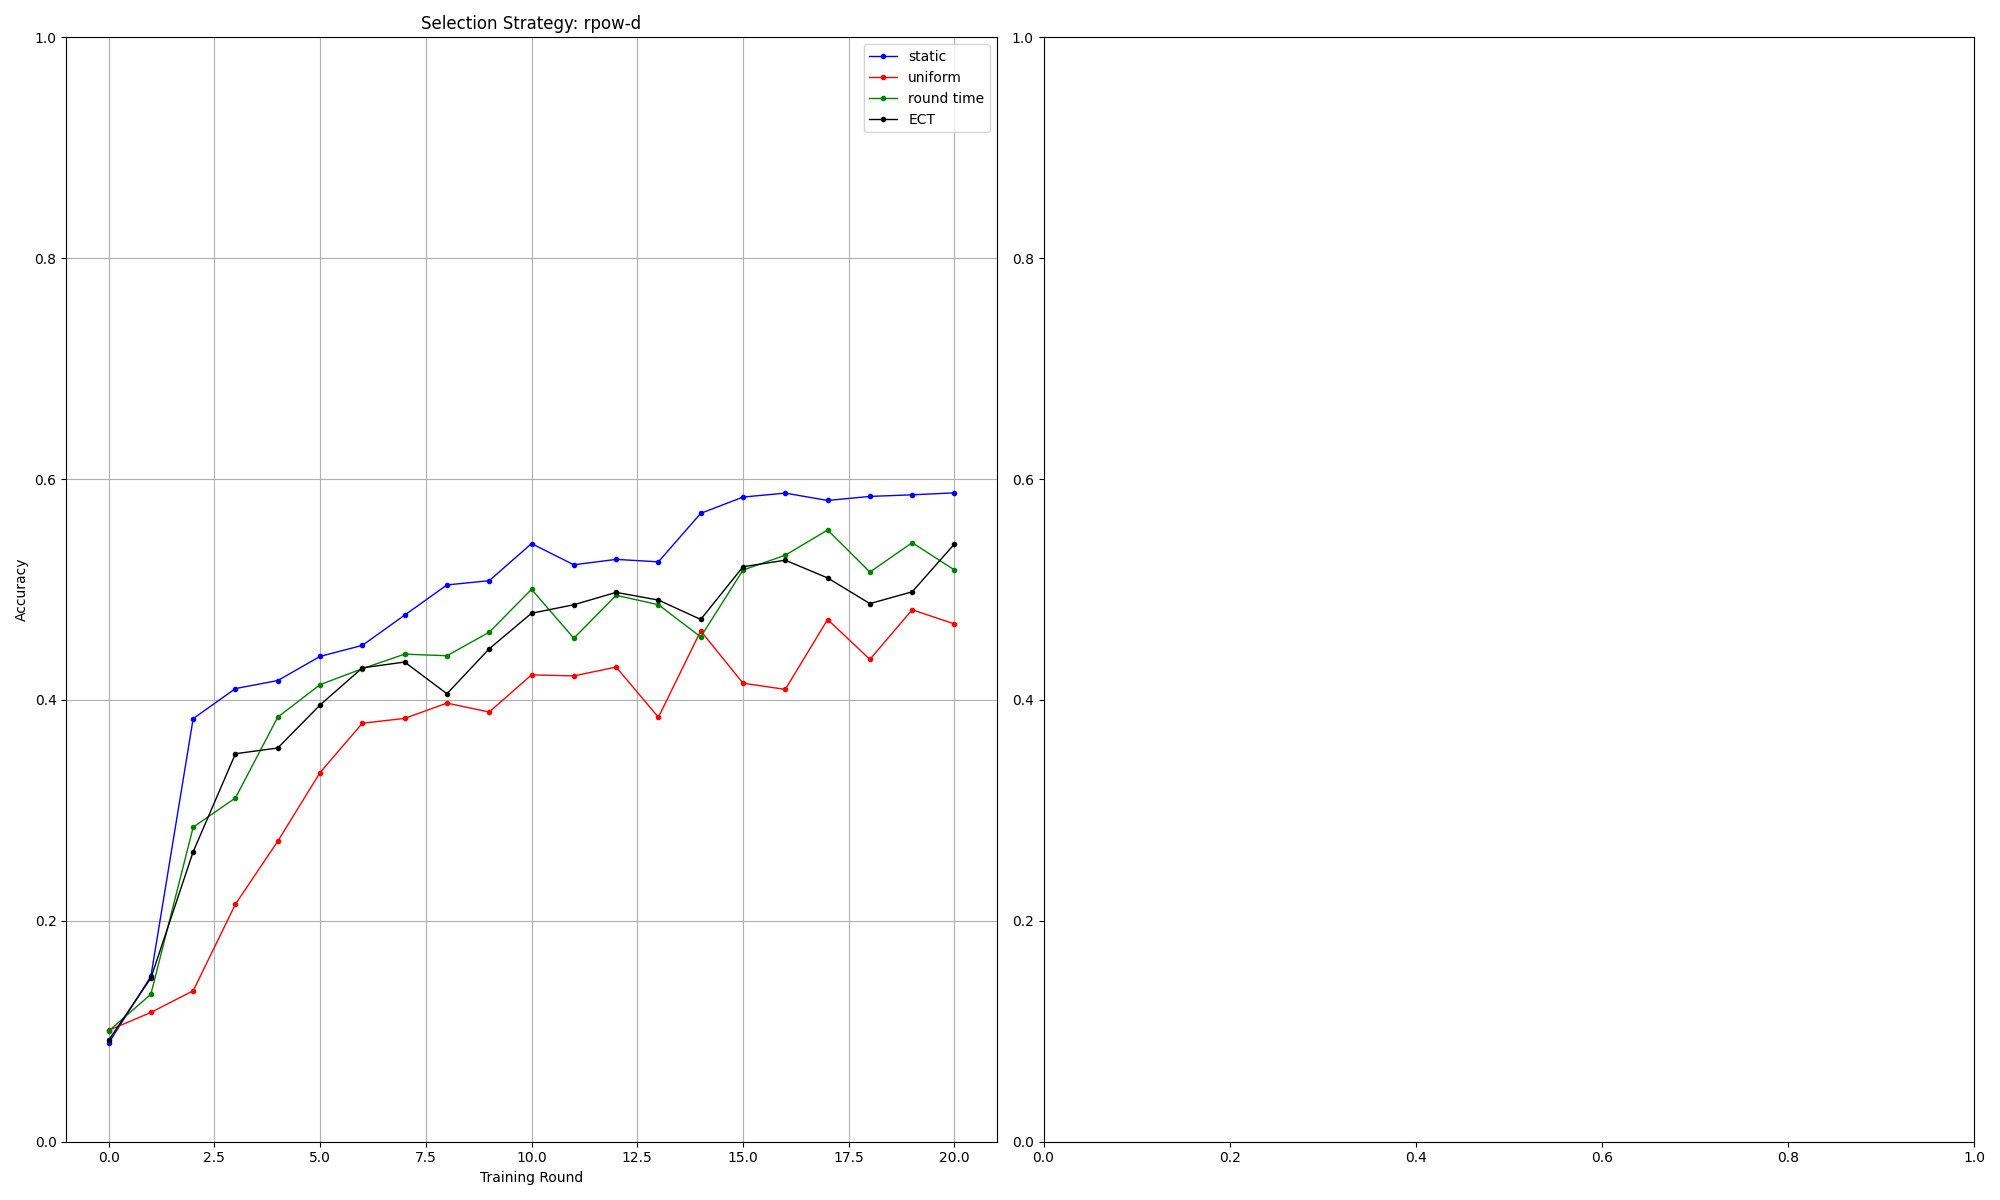 Selection Strategy: rpow-d
1.0
0.8
0.6
0.4
0.2
0.0
Accuracy
static
uniform
round time
ECT
0.0 2.5 5.0 7.5 10.0 12.5 15.0 17.5 20.0
Training Round
1.0
0.8
0.6
0.4
0.2
0.0
0.0 0.2 0.4 0.6 0.8 1.0